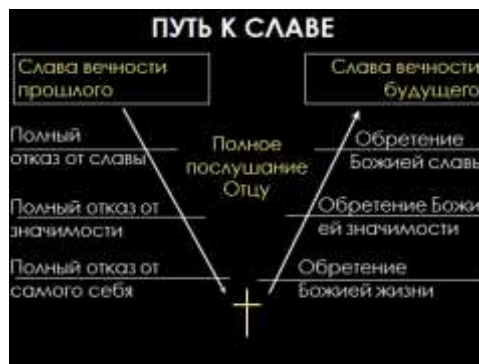 ПУТЬ К СЛАВЕ
Слава вечности
прошлого
Слава вечности
будущего
Полный
отказ от славы
Полное
послушание
Отцу
Обретение
Божией славы
Полный отказ от
значимости
Обретение Божи
ей значимости
Полный отказ от
самого себя
Обретение
Божией жизни